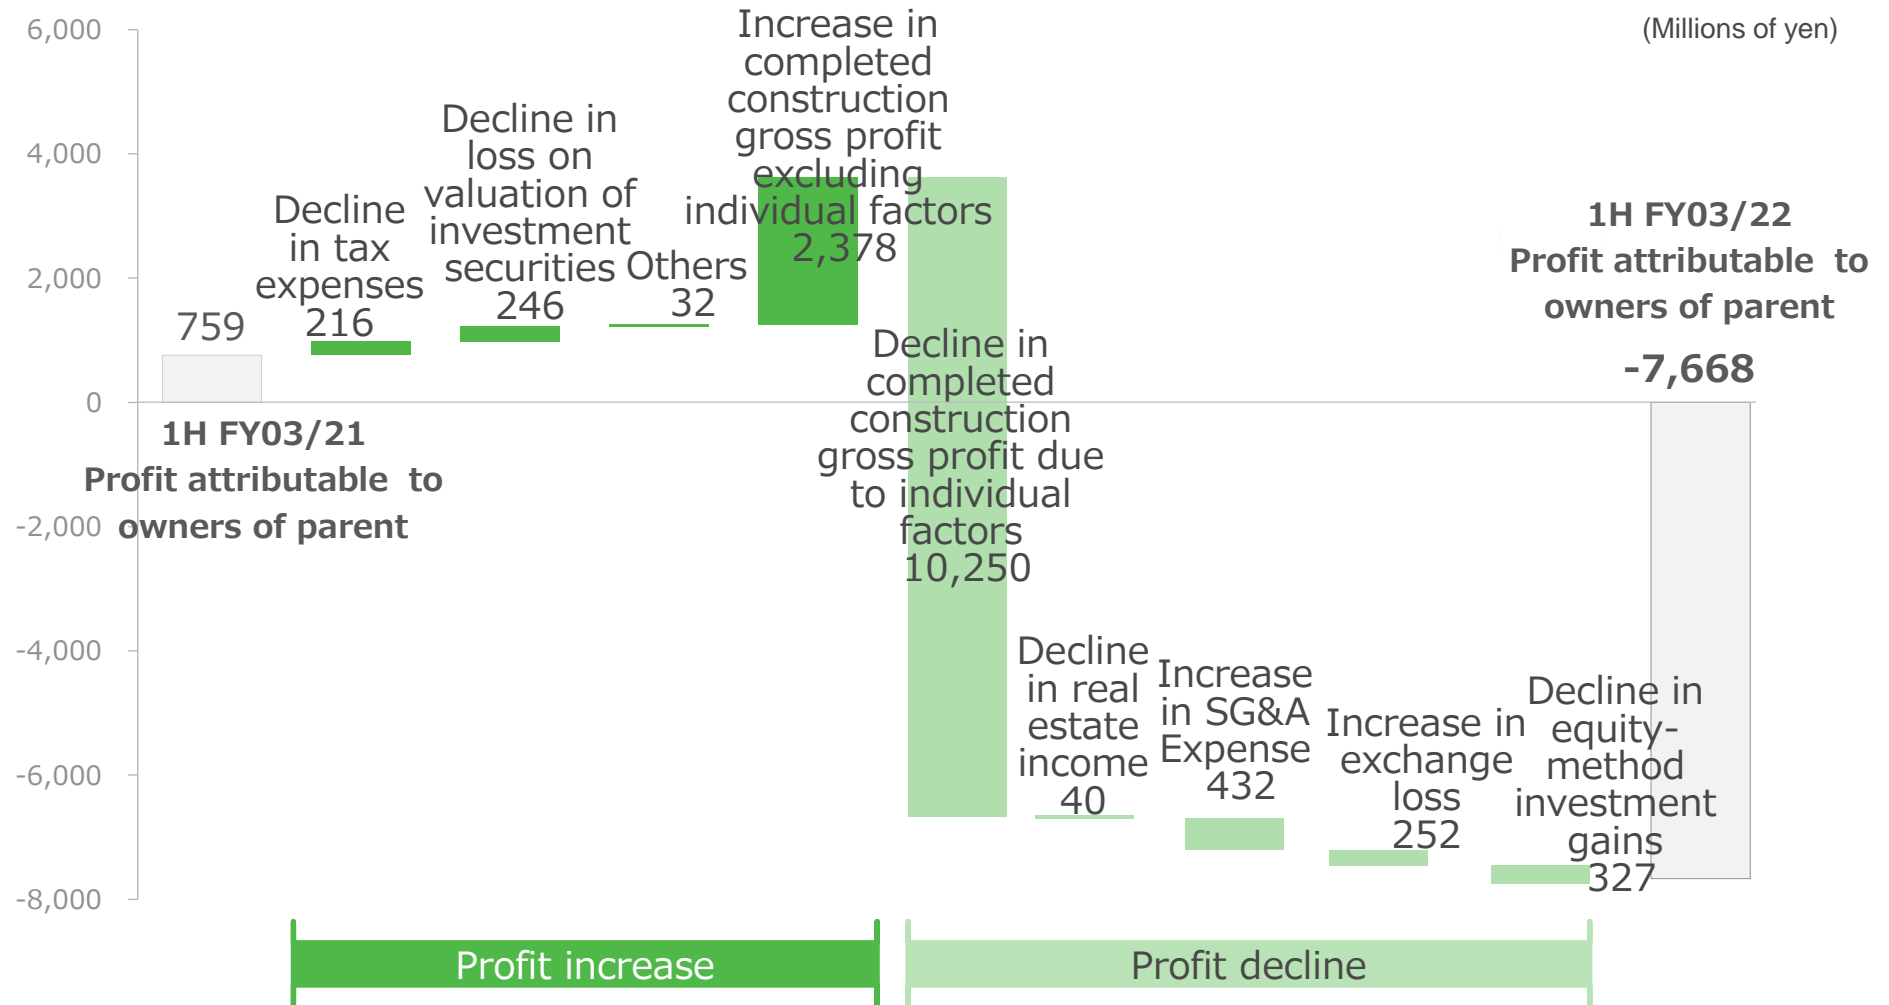 (Millions of yen)
6,000
4,000
2,000
0
-2,000
-4,000
-6,000
-8,000
759
1H FY03/21
Profit attributable to
owners of parent
Decline
in tax
expenses
216
Decline in
loss on
valuation of
investment
securities
246
Others
32
Increase in
completed
construction
gross profit
excluding
individual factors
2,378
Decline in
completed
construction
gross profit due
to individual
factors
10,250
Decline
in real
estate
income
40
Increase
in SG&A
Expense
432
Increase in
exchange
loss
252
Decline in
equity-
method
investment
gains
327
1H FY03/22
Profit attributable to
owners of parent
-7,668
Profit increase
Profit decline